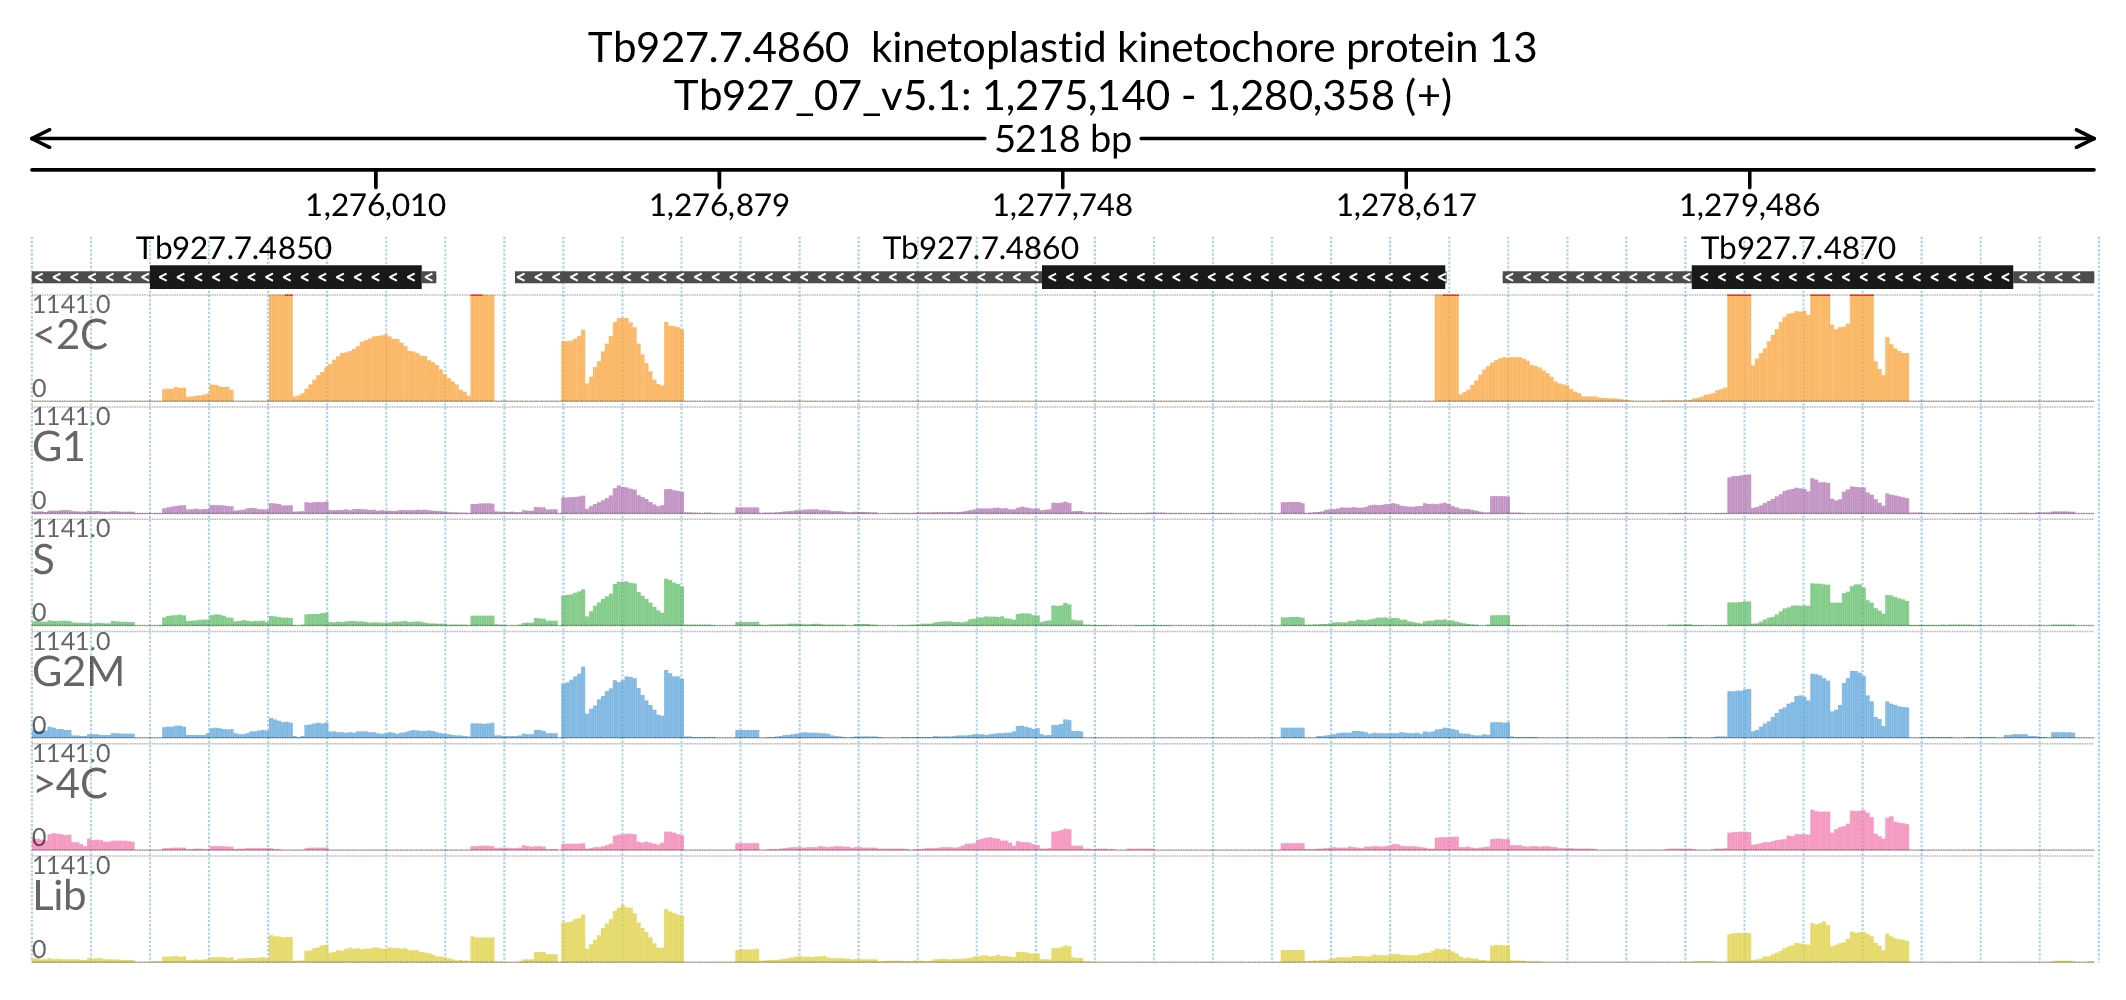 Tb927.7.4860  kinetoplastid kinetochore protein 13
Tb927_07_v5.1: 1,275,140 - 1,280,358 (+)
5218 bp
1,276,010 1,276,879 1,277,748 1,278,617 1,279,486
Tb927.7.4850 Tb927.7.4860 Tb927.7.4870
1141.0
<2C
0
1141.0
G1
0
1141.0
S
0
1141.0
G2M
0
1141.0
>4C
0
1141.0
Lib
0